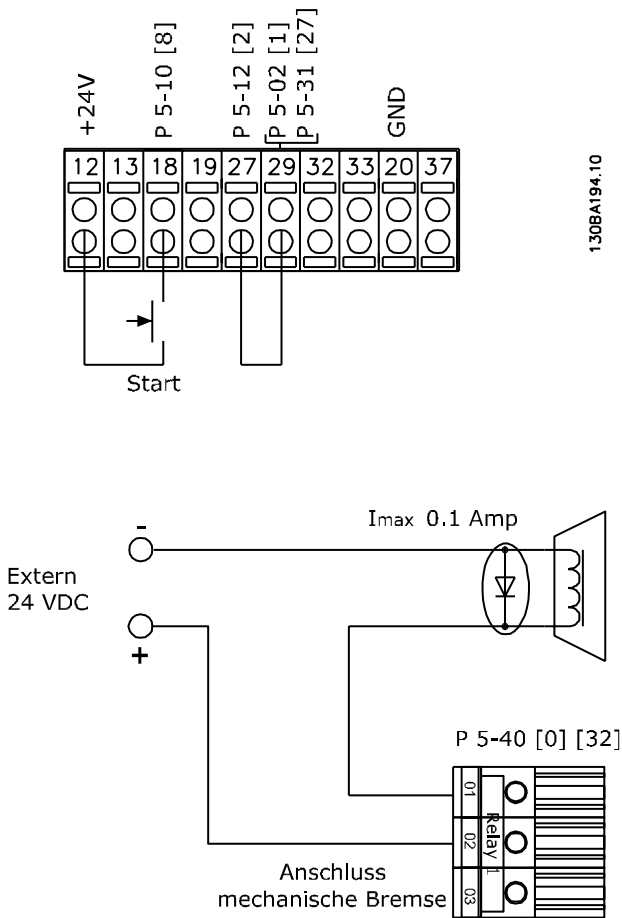 +24V
P 5-10 [8]
P 5-12 [2]
P 5-02 [1]
P 5-31 [27]
GND
12 13 18 19 27 29 32 33 20 37
130BA194.10
Start
Imax 0.1 Amp
-
Extern
24 VDC
+
P 5-40 [0] [32]
01
02
03
Relay 1
Anschluss
mechanische Bremse